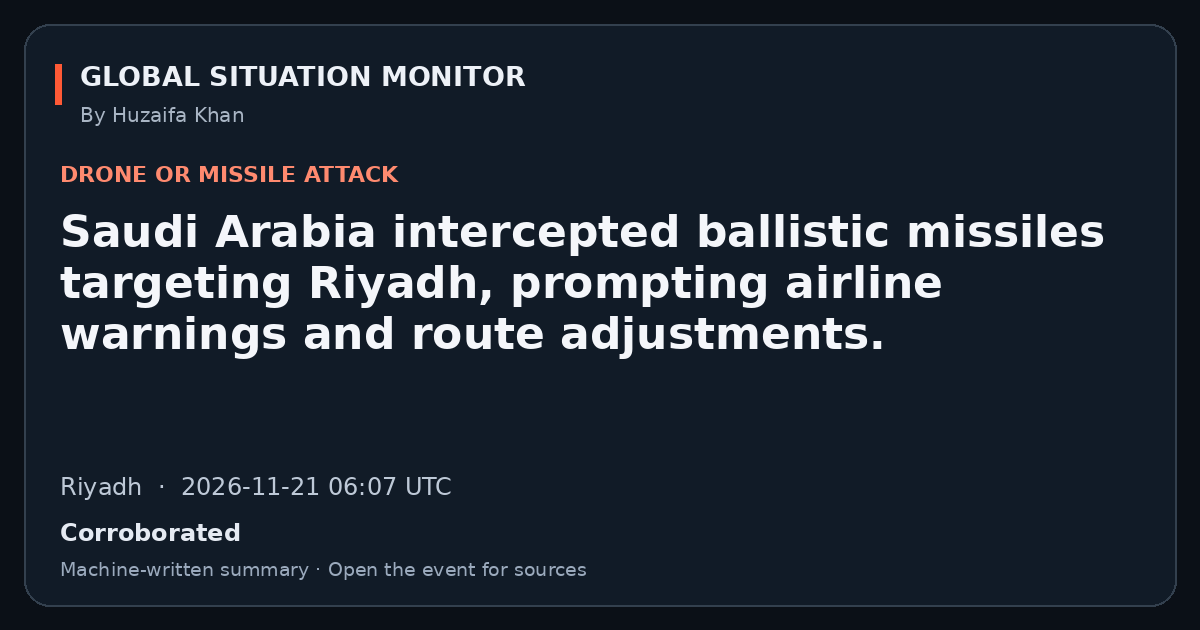 GLOBAL SITUATION MONITOR
By Huzaifa Khan
DRONE OR MISSILE ATTACK
Saudi Arabia intercepted ballistic missiles
targeting Riyadh, prompting airline
warnings and route adjustments.
Riyadh · 2026-11-21 06:07 UTC
Corroborated
Machine-written summary · Open the event for sources